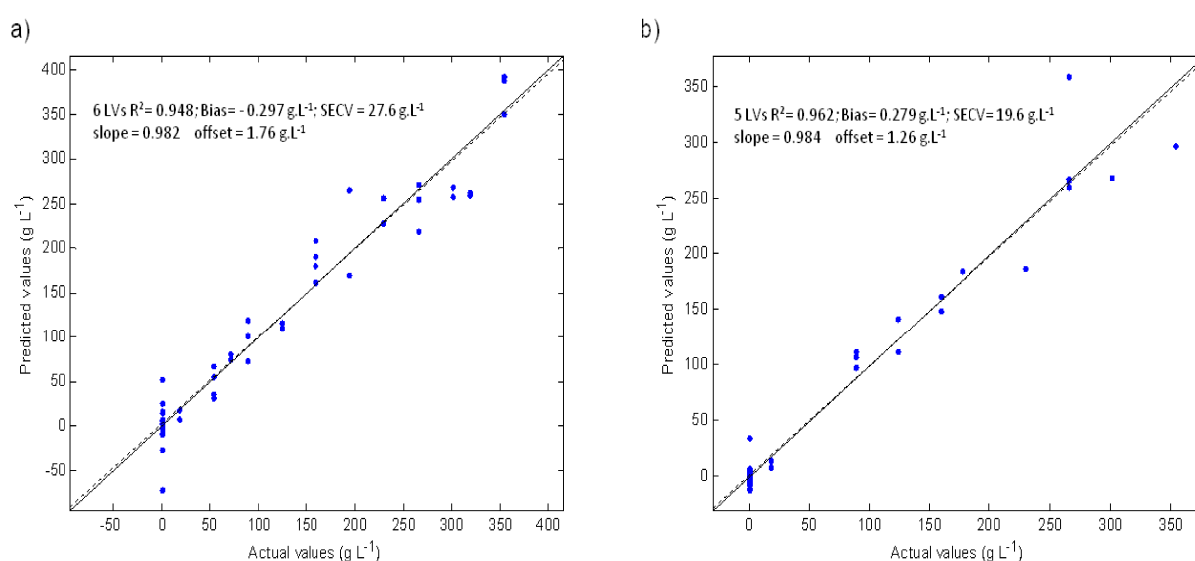 a)
6 LVs R²= 0.948; Bias= - 0.297 g.L⁻¹; SECV = 27.6 g.L⁻¹
slope = 0.982 offset = 1.76 g.L⁻¹
Predicted values (g L⁻¹)
400
350
300
250
200
150
100
50
0
-50
-50 0 50 100 150 200 250 300 350 400
Actual values (g L⁻¹)
b)
5 LVs R²= 0.962; Bias= 0.279 g.L⁻¹; SECV= 19.6 g.L⁻¹
slope = 0.984 offset = 1.26 g.L⁻¹
Predicted values (g L⁻¹)
350
300
250
200
150
100
50
0
0 50 100 150 200 250 300 350
Actual values (g L⁻¹)